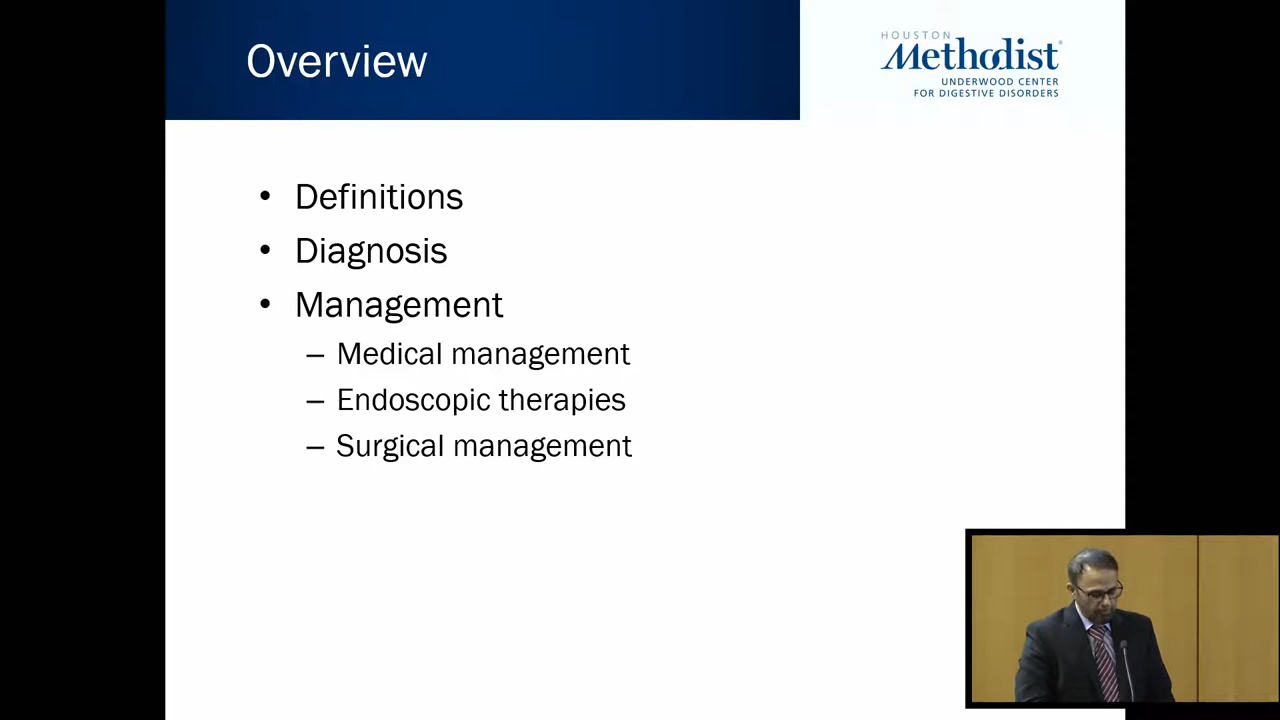 Overview
HOUSTON
Methodist®
UNDERWOOD CENTER
FOR DIGESTIVE DISORDERS
• Definitions
• Diagnosis
• Management
– Medical management
– Endoscopic therapies
– Surgical management